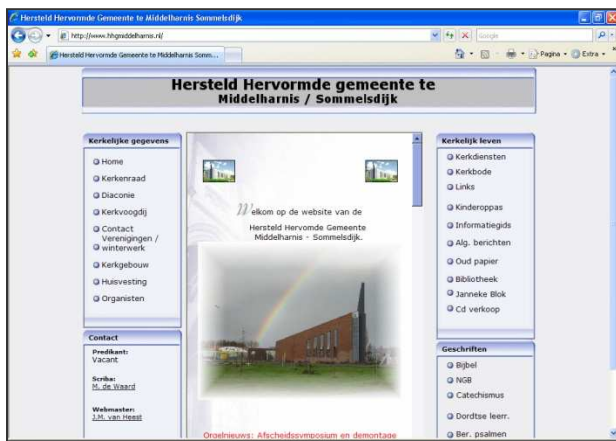 Hersteld Hervormde Gemeente te Middelharnis Sommelsdijk
http://www.hhgmiddelharnis.nl/
Google
Hersteld Hervormde Gemeente te Middelharnis Somm...
Pagina
Extra
Hersteld Hervormde gemeente te
Middelharnis / Sommelsdijk
Kerkelijke gegevens
Home
Kerkenraad
Diaconie
Kerkvoogdij
Contact
Verenigingen /
winterwerk
Kerkgebouw
Huisvesting
Organisten
Contact
Predikant:
Vacant
Scriba:
M. de Waard
Webmaster:
J.M. van Heest
Welkom op de website van de
Hersteld Hervomde Gemeente
Middelharnis - Sommelsdijk.
Orgelnieuws: Afscheidssymposium en demontage
Kerkelijk leven
Kerkdiensten
Kerkbode
Links
Kinderoppas
Informatiegids
Alg. berichten
Oud papier
Bibliotheek
Janneke Blok
Cd verkoop
Geschriften
Bijbel
NGB
Catechismus
Dordtse leerr.
Ber. psalmen